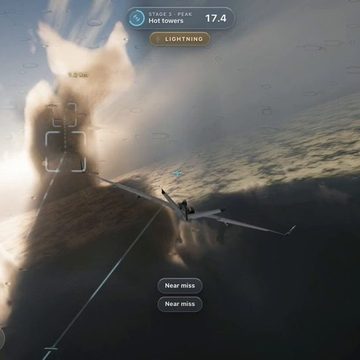 STAGE 3 · PEAK
Hot towers
17.4
LIGHTNING
Near miss
Near miss